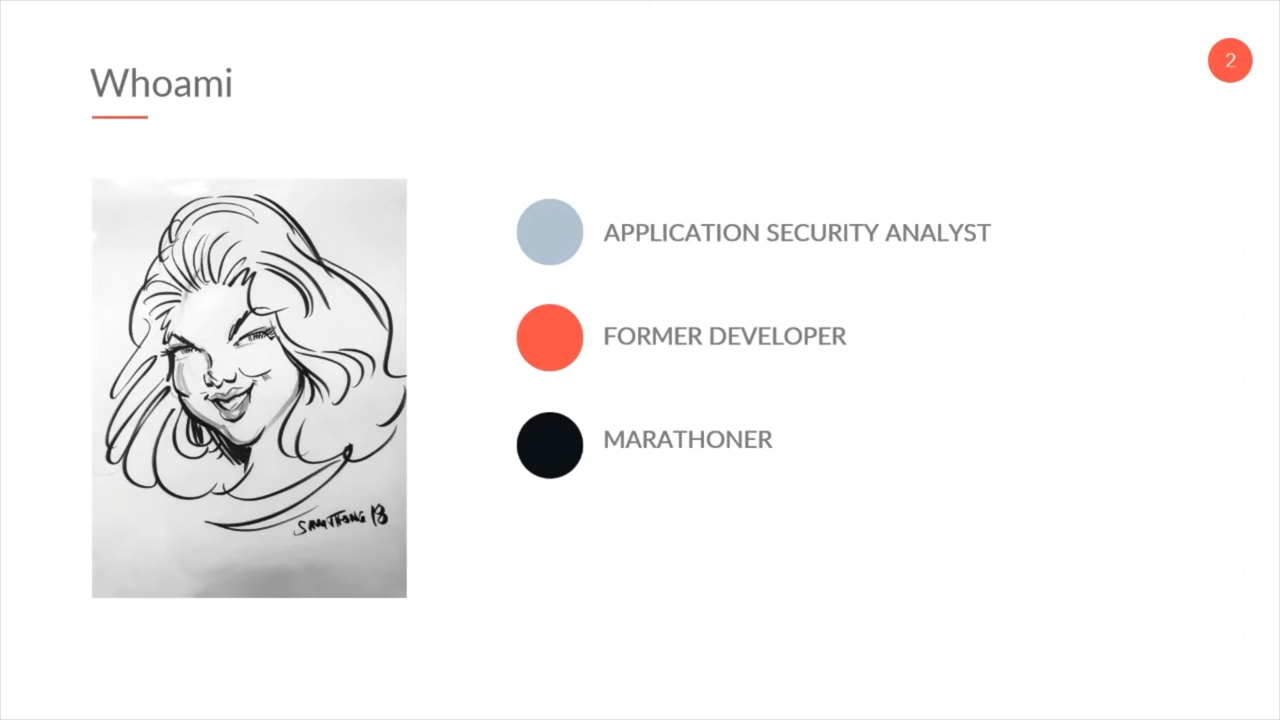 Whoami
2
APPLICATION SECURITY ANALYST
FORMER DEVELOPER
MARATHONER